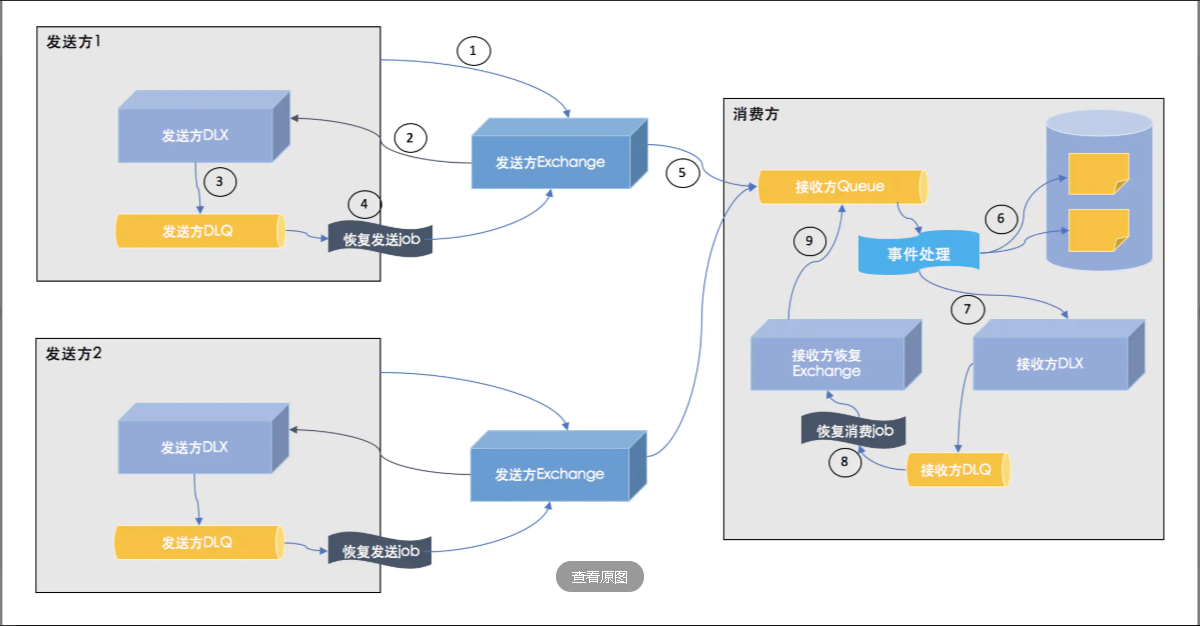 发送方1
1
发送方DLX
2
发送方Exchange
3
4
发送方DLQ
恢复发送job
5
消费方
接收方Queue
6
9
事件处理
7
接收方恢复
Exchange
接收方DLX
恢复消费job
8
接收方DLQ
发送方2
发送方DLX
发送方Exchange
发送方DLQ
恢复发送job
查看原图